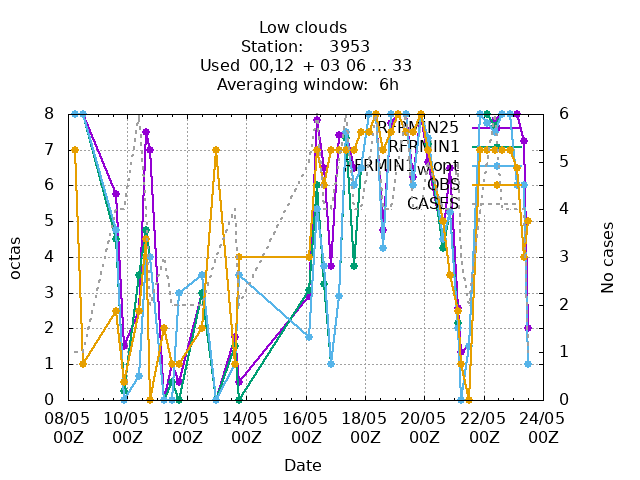 Low clouds
Station: 3953
Used 00,12 + 03 06 ... 33
Averaging window: 6h
8
7
6
5
4
3
2
1
0
6
5
4
3
2
1
0
octas
No cases
RFRMIN25
RFRMIN1
RFRMIN1wopt
OBS
CASES
08/05 10/05 12/05 14/05 16/05 18/05 20/05 22/05 24/05
00Z 00Z 00Z 00Z 00Z 00Z 00Z 00Z 00Z
Date